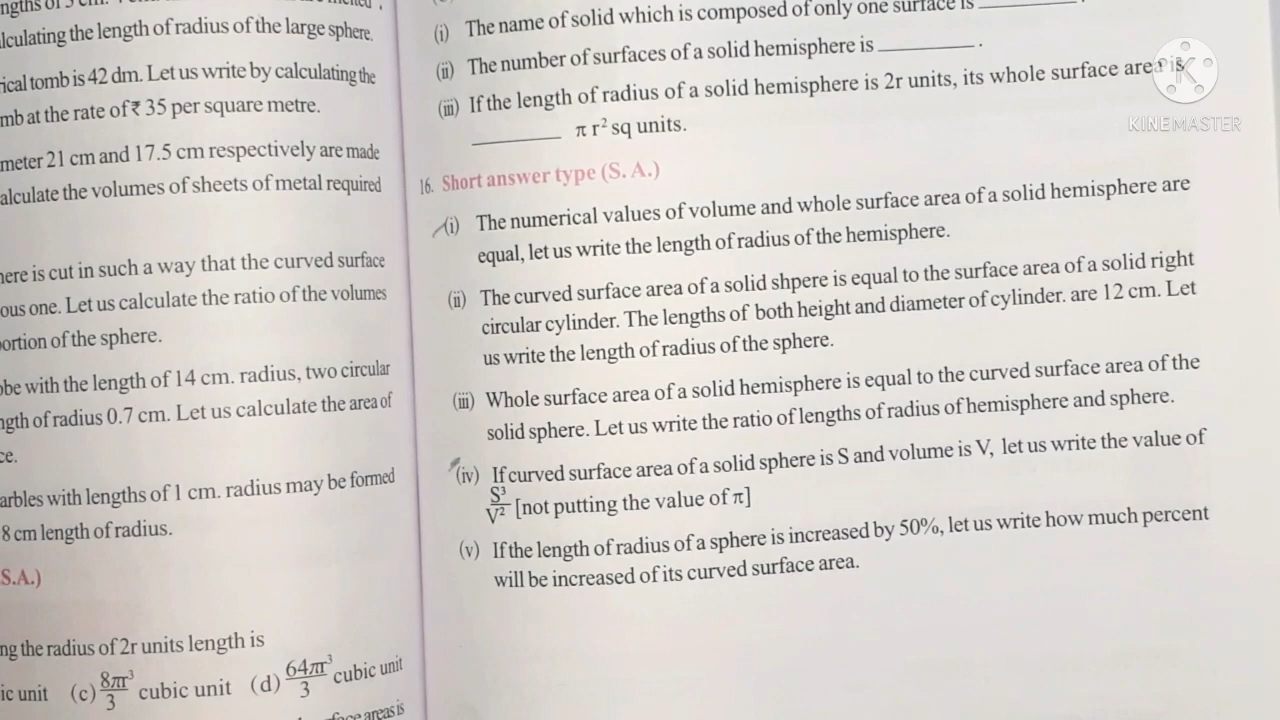 lculating the length of radius of the large sphere.
ical tomb is 42 dm. Let us write by calculating the
mb at the rate of ₹ 35 per square metre.
meter 21 cm and 17.5 cm respectively are made
alculate the volumes of sheets of metal required
here is cut in such a way that the curved surface
ous one. Let us calculate the ratio of the volumes
ortion of the sphere.
obe with the length of 14 cm. radius, two circular
ngth of radius 0.7 cm. Let us calculate the area of
ce.
arbles with lengths of 1 cm. radius may be formed
8 cm length of radius.
S.A.)
ng the radius of 2r units length is
ic unit (c) 8πr³/3 cubic unit (d) 64πr³/3 cubic unit
face areas is
(i) The name of solid which is composed of only one surface is ________.
(ii) The number of surfaces of a solid hemisphere is ________.
(iii) If the length of radius of a solid hemisphere is 2r units, its whole surface area is
________ π r² sq units.
16. Short answer type (S. A.)
(i) The numerical values of volume and whole surface area of a solid hemisphere are
equal, let us write the length of radius of the hemisphere.
(ii) The curved surface area of a solid shpere is equal to the surface area of a solid right
circular cylinder. The lengths of both height and diameter of cylinder. are 12 cm. Let
us write the length of radius of the sphere.
(iii) Whole surface area of a solid hemisphere is equal to the curved surface area of the
solid sphere. Let us write the ratio of lengths of radius of hemisphere and sphere.
(iv) If curved surface area of a solid sphere is S and volume is V, let us write the value of
S³/V² [not putting the value of π]
(v) If the length of radius of a sphere is increased by 50%, let us write how much percent
will be increased of its curved surface area.
K
KINEMASTER